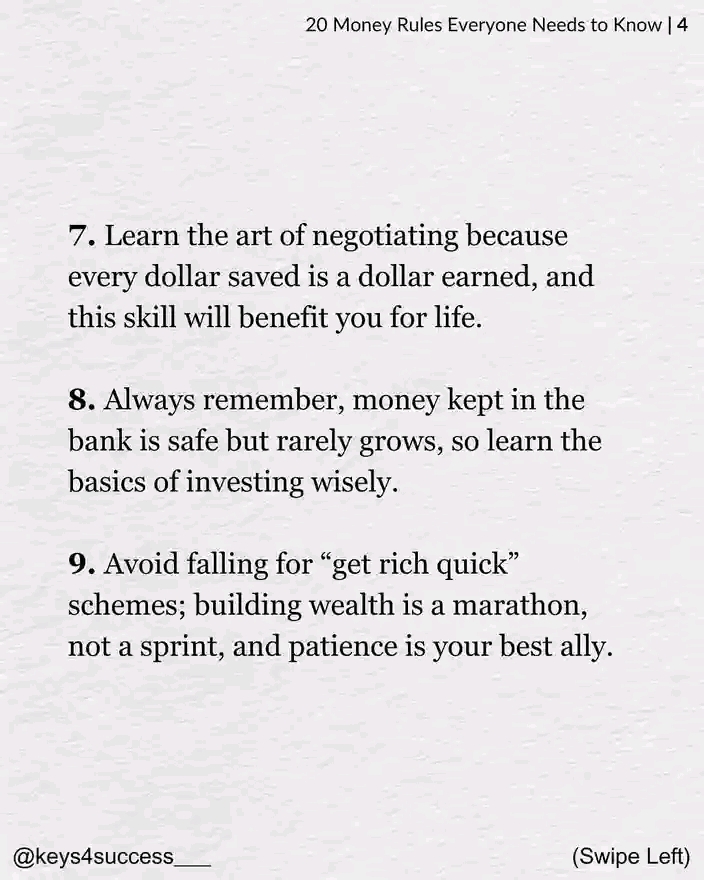 20 Money Rules Everyone Needs to Know | 4
7. Learn the art of negotiating because
every dollar saved is a dollar earned, and
this skill will benefit you for life.
8. Always remember, money kept in the
bank is safe but rarely grows, so learn the
basics of investing wisely.
9. Avoid falling for “get rich quick”
schemes; building wealth is a marathon,
not a sprint, and patience is your best ally.
@keys4success___
(Swipe Left)